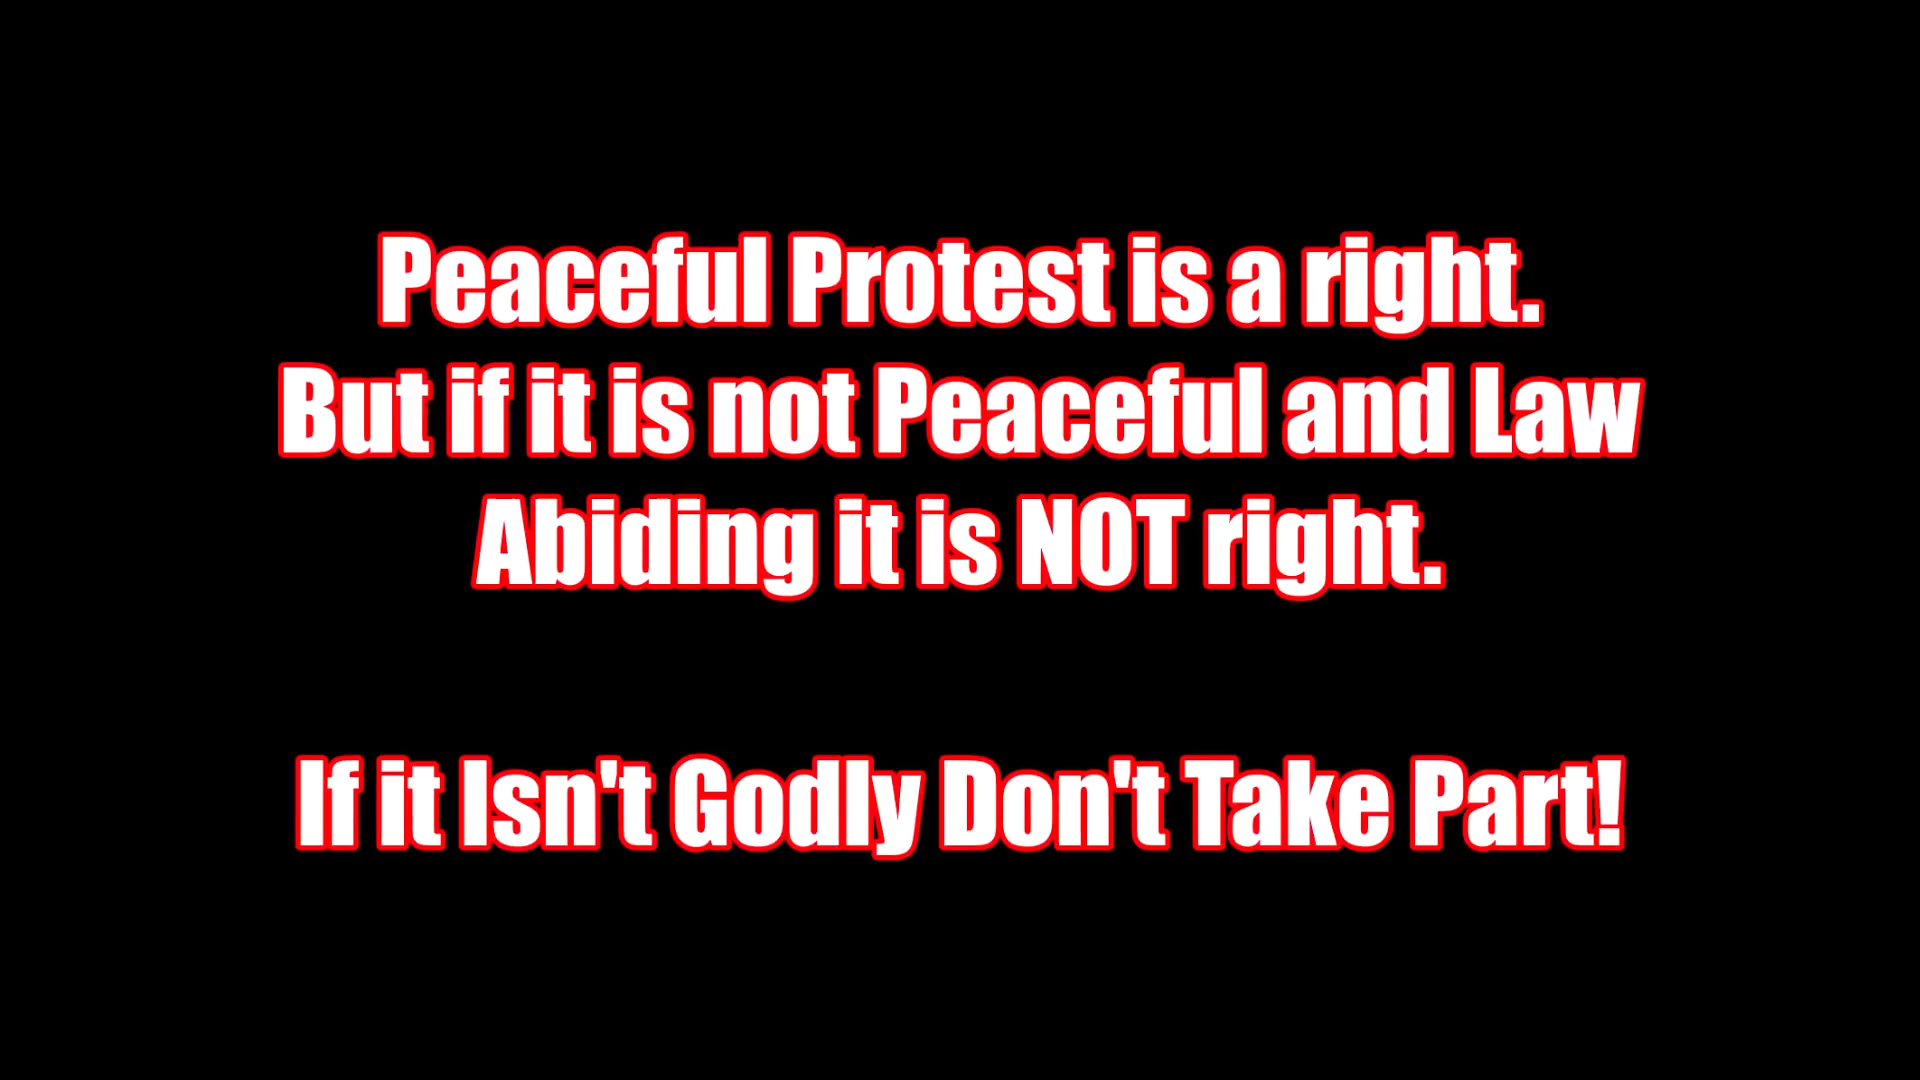 Peaceful Protest is a right.
But if it is not Peaceful and Law
Abiding it is NOT right.
If it Isn't Godly Don't Take Part!